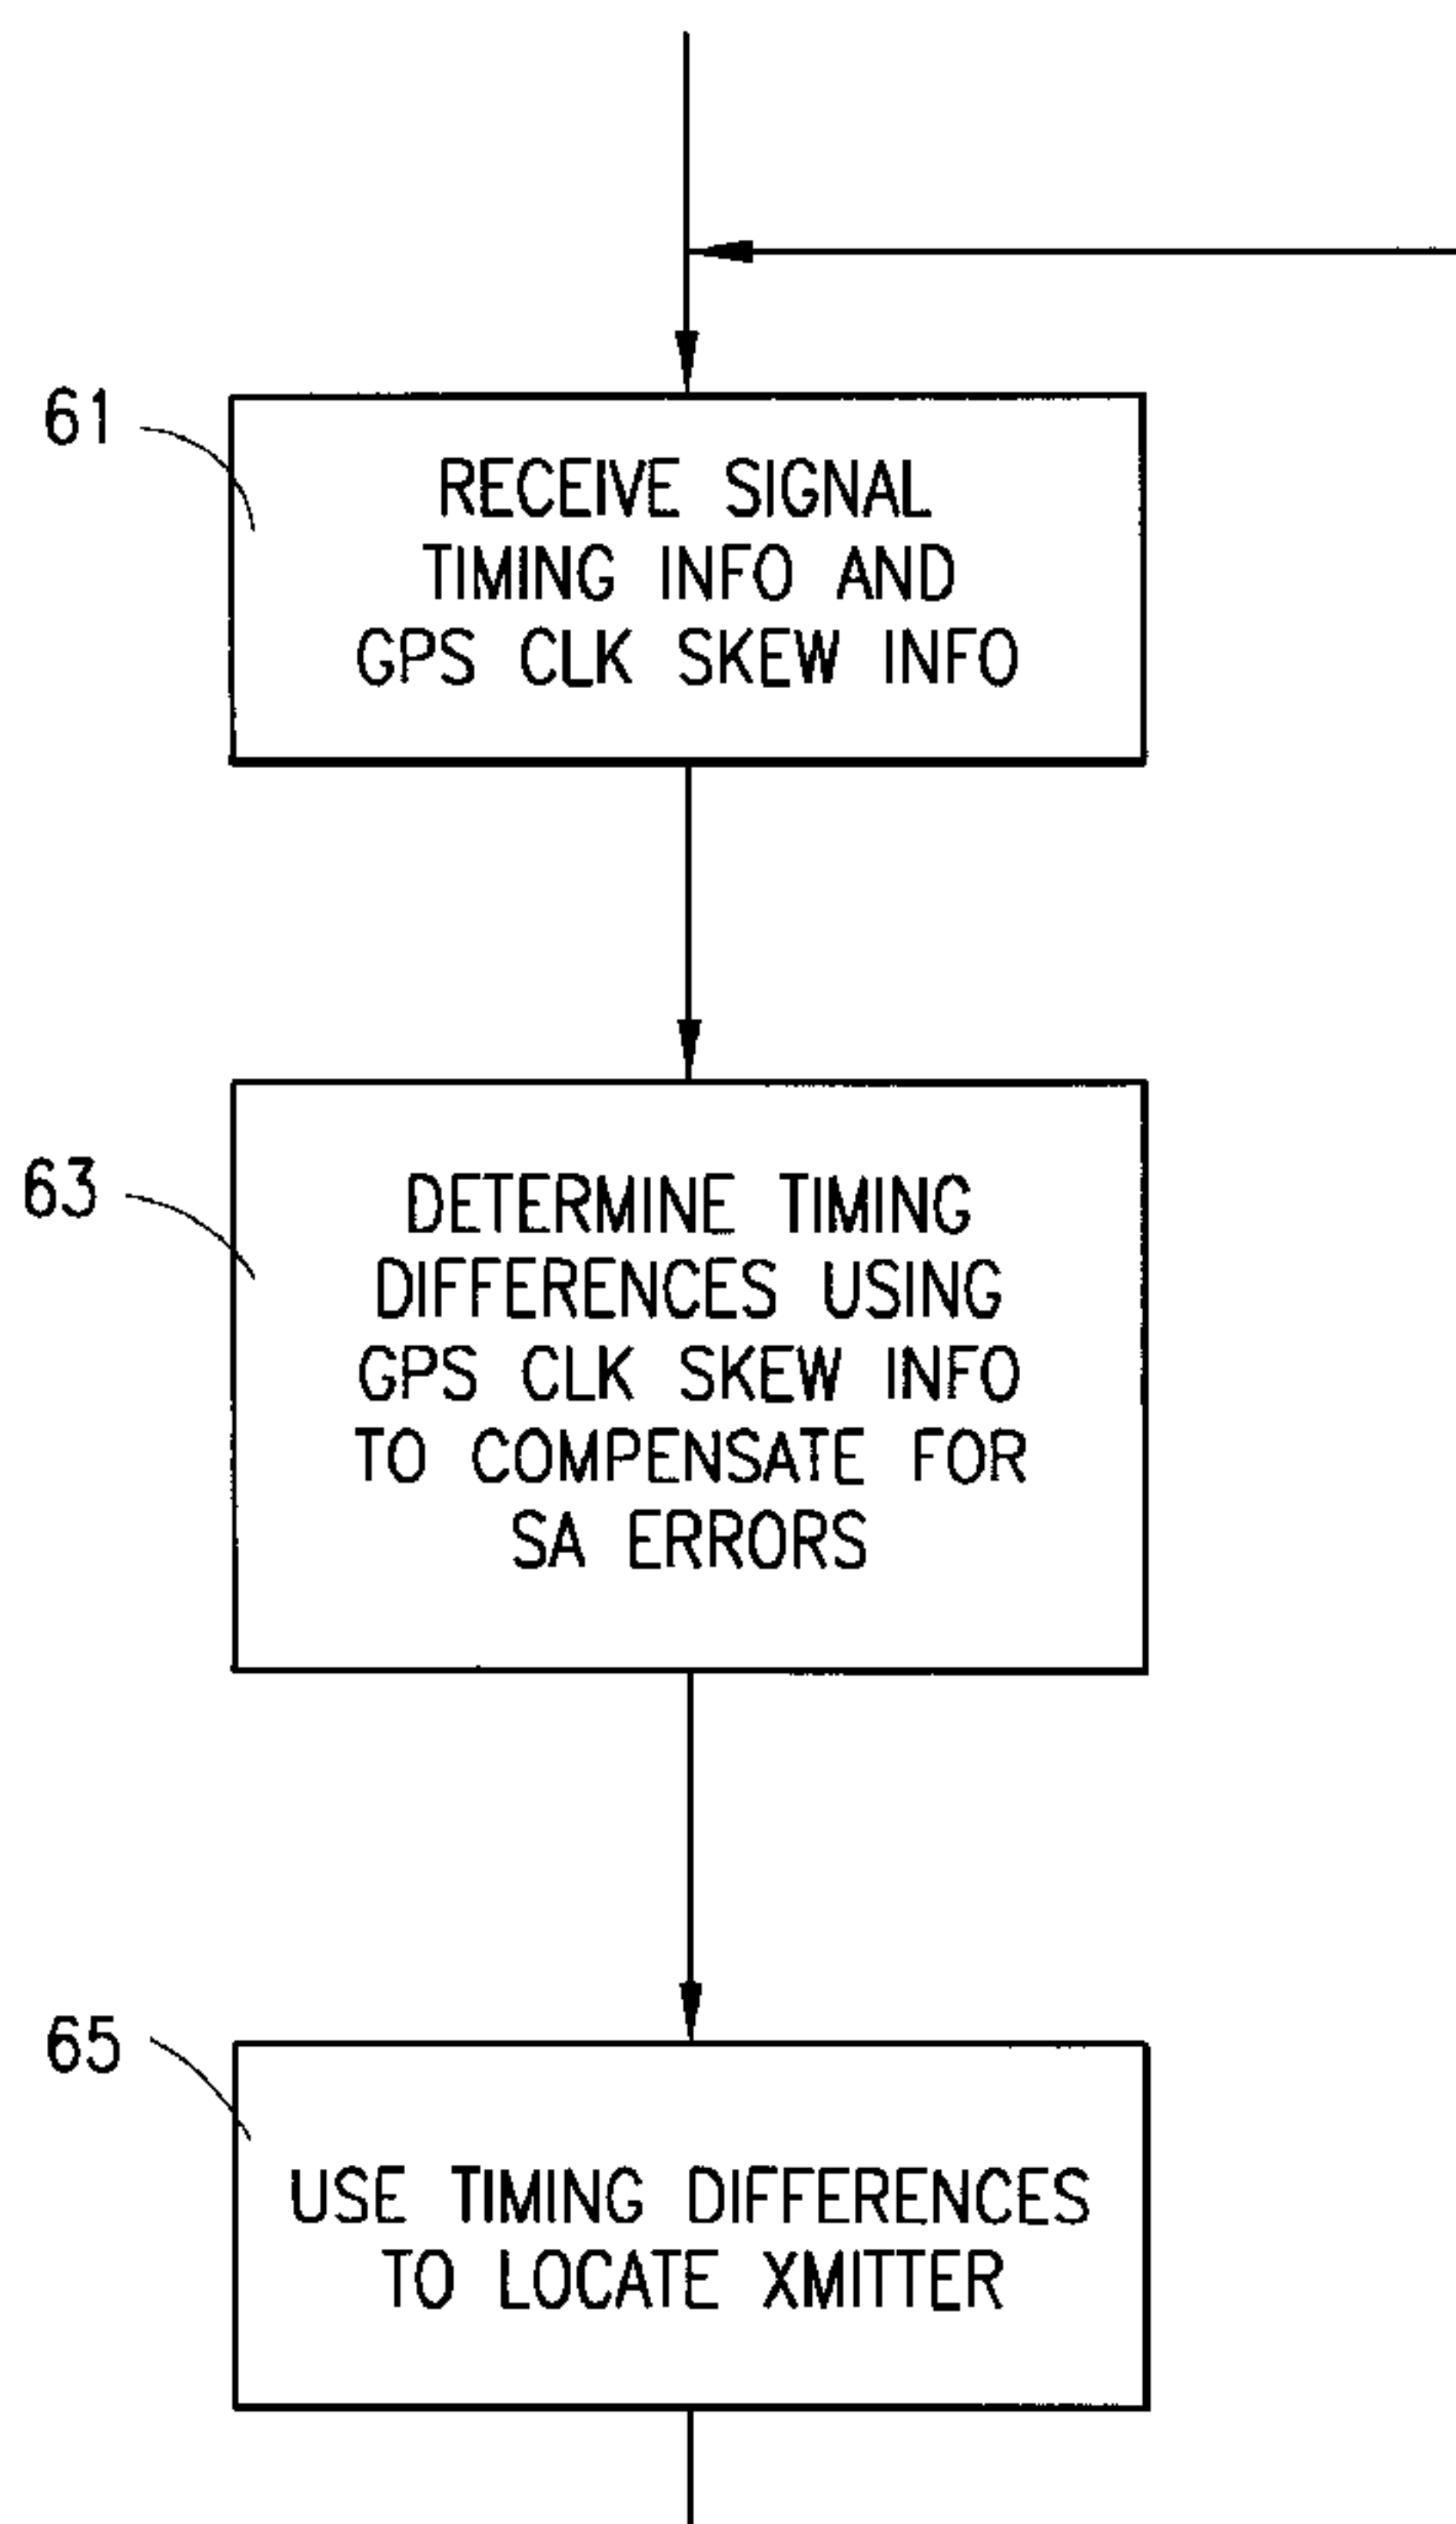 61
RECEIVE SIGNAL
TIMING INFO AND
GPS CLK SKEW INFO
63
DETERMINE TIMING
DIFFERENCES USING
GPS CLK SKEW INFO
TO COMPENSATE FOR
SA ERRORS
65
USE TIMING DIFFERENCES
TO LOCATE XMITTER